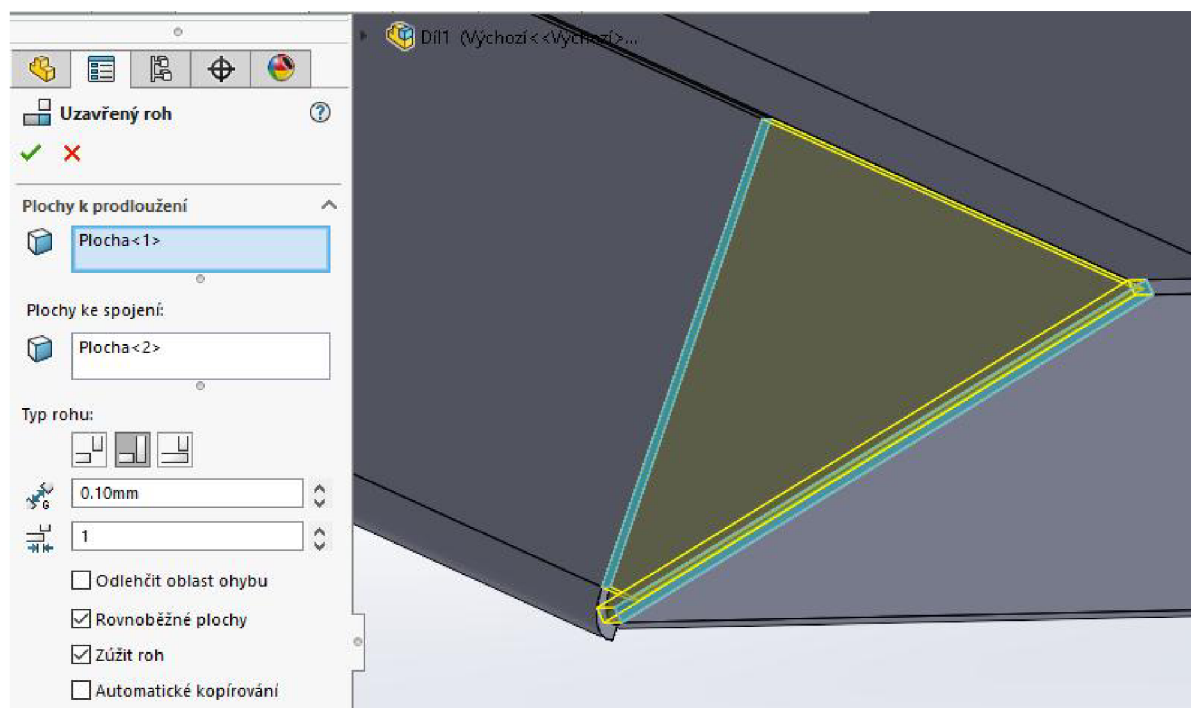 Díl1 (Výchozí<<Výchozí>...
Uzavřený roh
Plochy k prodloužení
Plocha<1>
Plochy ke spojení:
Plocha<2>
Typ rohu:
G
0.10mm
1
Odlehčit oblast ohybu
Rovnoběžné plochy
Zúžit roh
Automatické kopírování